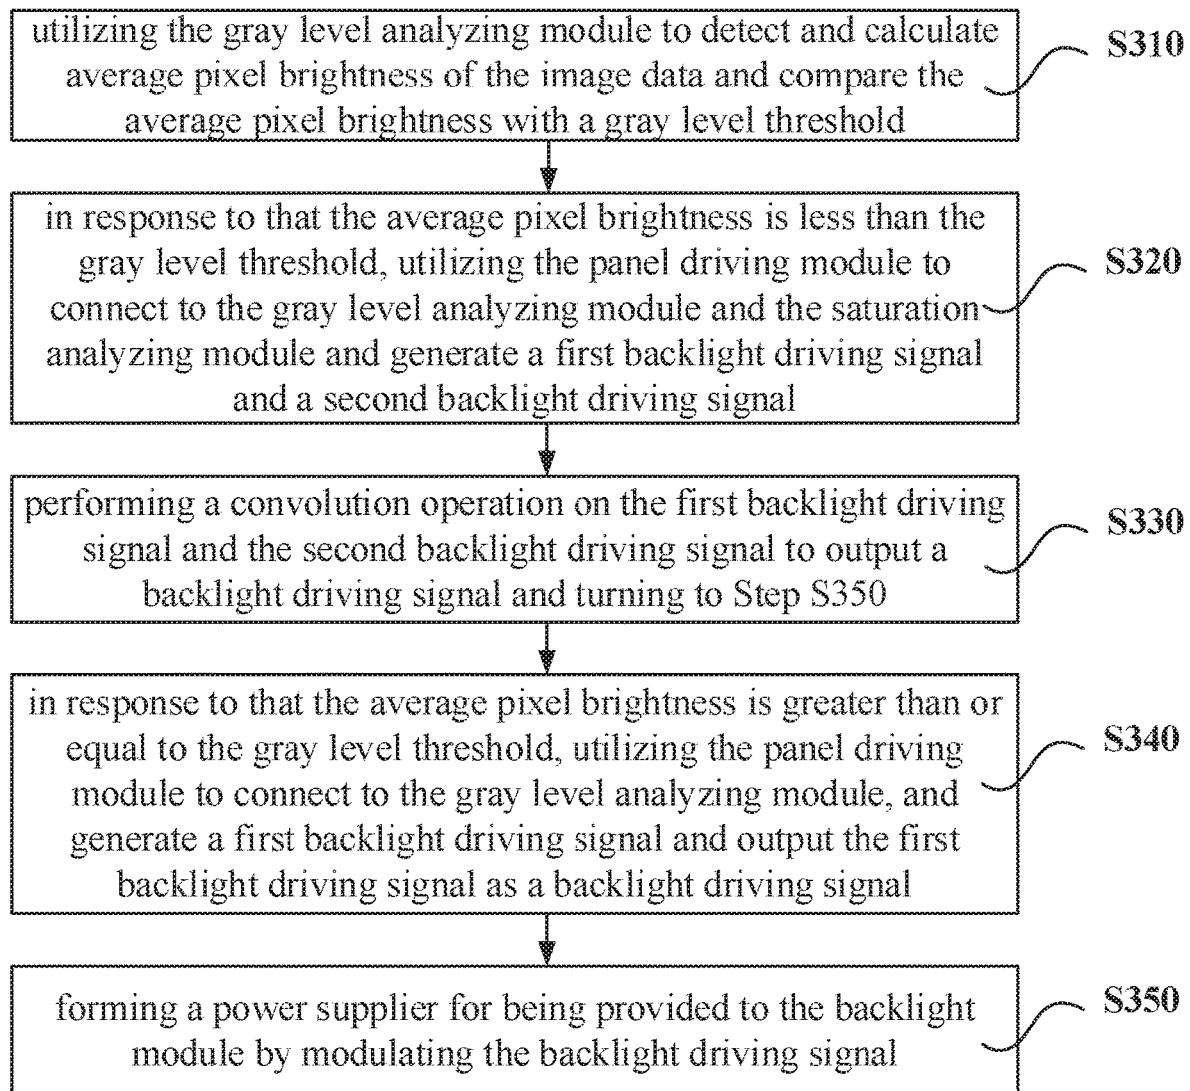 utilizing the gray level analyzing module to detect and calculate
average pixel brightness of the image data and compare the
average pixel brightness with a gray level threshold
S310
in response to that the average pixel brightness is less than the
gray level threshold, utilizing the panel driving module to
connect to the gray level analyzing module and the saturation
analyzing module and generate a first backlight driving signal
and a second backlight driving signal
S320
performing a convolution operation on the first backlight driving
signal and the second backlight driving signal to output a
backlight driving signal and turning to Step S350
S330
in response to that the average pixel brightness is greater than or
equal to the gray level threshold, utilizing the panel driving
module to connect to the gray level analyzing module, and
generate a first backlight driving signal and output the first
backlight driving signal as a backlight driving signal
S340
forming a power supplier for being provided to the backlight
module by modulating the backlight driving signal
S350